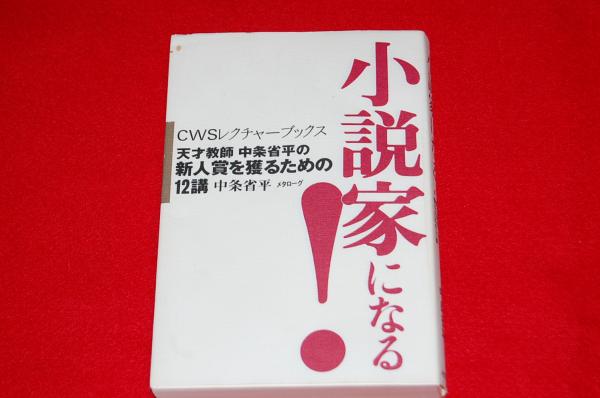 小説家になる!
CWSレクチャーブックス
天才教師 中条省平の
新人賞を獲るための
12講 中条省平 メタローグ